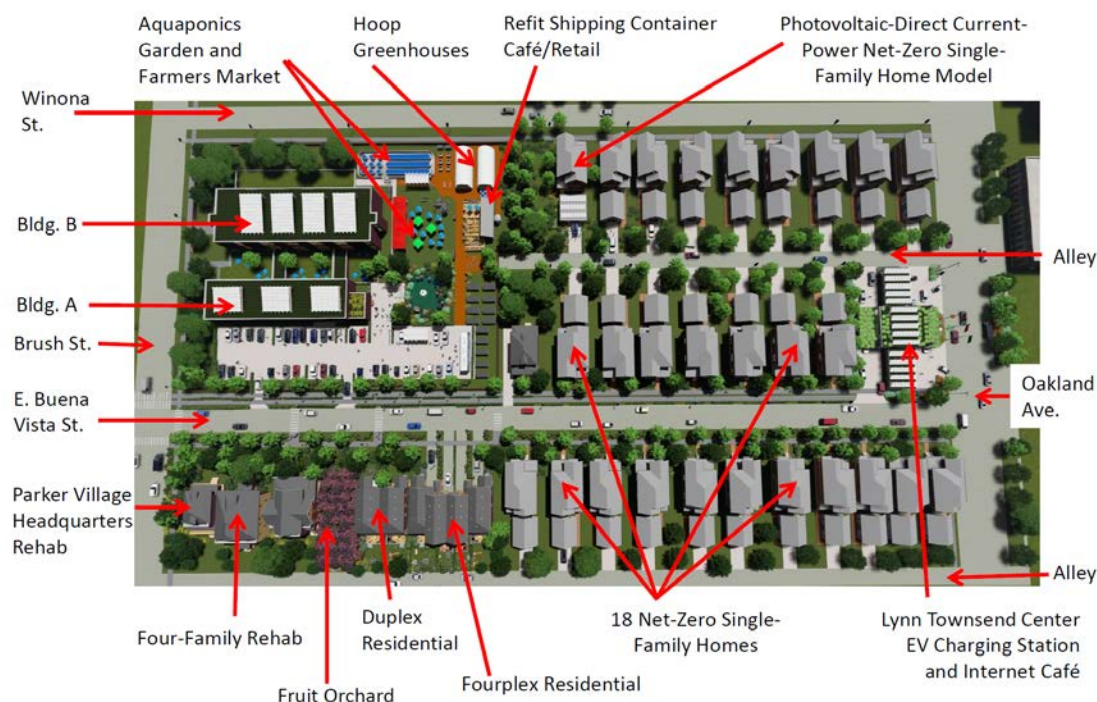 Aquaponics
Garden and
Farmers Market
Hoop
Greenhouses
Refit Shipping Container
Café/Retail
Photovoltaic-Direct Current-
Power Net-Zero Single-
Family Home Model
Winona
St.
Bldg. B
Alley
Bldg. A
Brush St.
Oakland
Ave.
E. Buena
Vista St.
Parker Village
Headquarters
Rehab
Alley
Four-Family Rehab
Duplex
Residential
18 Net-Zero Single-
Family Homes
Lynn Townsend Center
EV Charging Station
and Internet Café
Fruit Orchard
Fourplex Residential